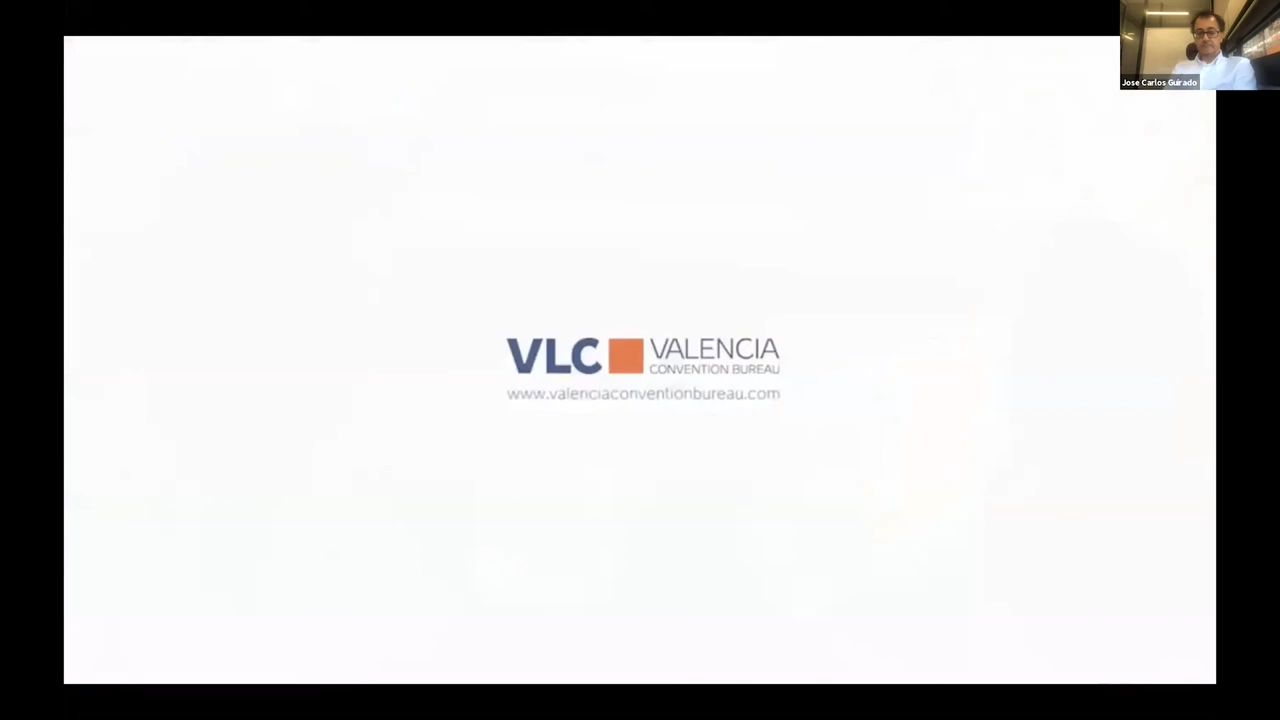 Jose Carlos Guirado
VLC VALENCIA
CONVENTION BUREAU
www.valenciaconventionbureau.com